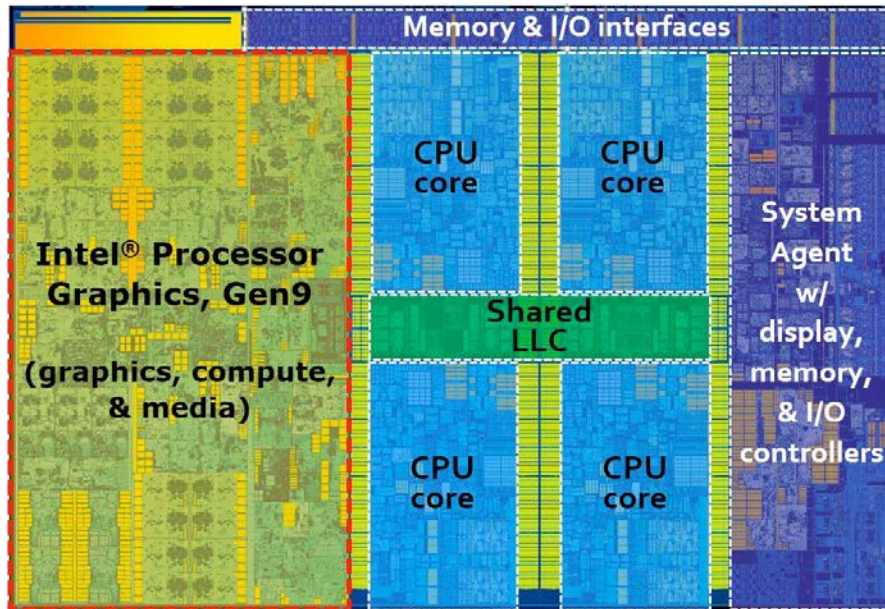 Memory & I/O interfaces
CPU
core
CPU
core
Intel® Processor
Graphics, Gen9
(graphics, compute,
& media)
Shared
LLC
CPU
core
CPU
core
System
Agent
w/
display,
memory,
& I/O
controllers